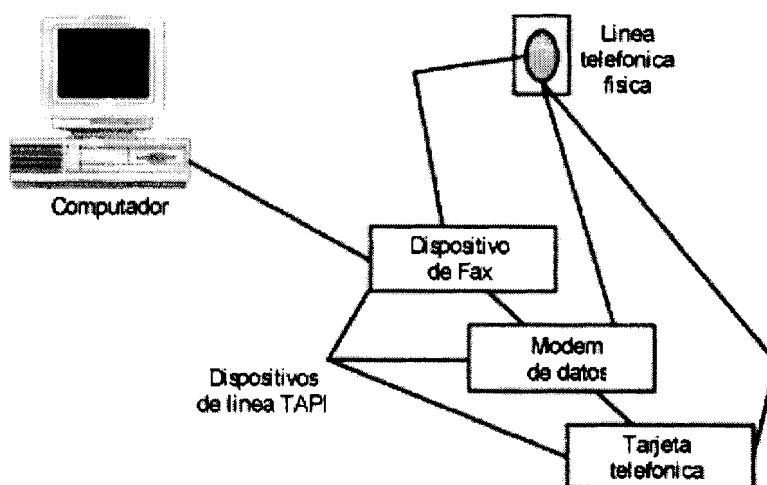 Linea
telefonica
fisica
Computador
Dispositivo
de Fax
Modem
de datos
Dispositivos
de linea TAPI
Tarjeta
telefonica